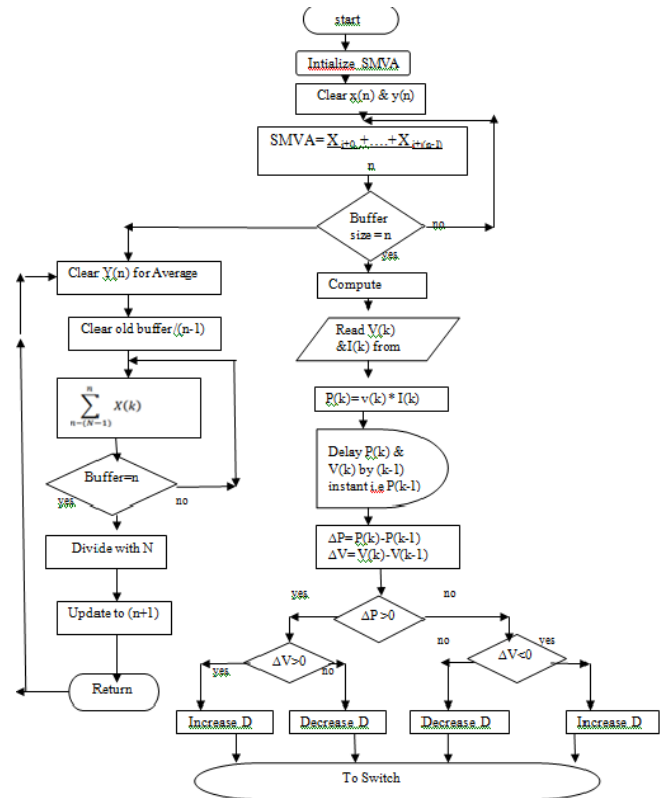 start
Intialize SMVA
Clear x(n) & y(n)
SMVA= X i+0 +....+X i+(n-1)
n
Buffer
size = n
no
yes
Clear Y(n) for Average
Clear old buffer/(n-1)
n
∑ X(k)
n−(N−1)
Buffer=n
yes
no
Divide with N
Update to (n+1)
Return
Compute
Read V(k)
&I(k) from
P(k)= v(k) * I(k)
Delay P(k) &
V(k) by (k-1)
instant i.e P(k-1)
ΔP= P(k)-P(k-1)
ΔV= V(k)-V(k-1)
yes
no
ΔP>0
ΔV>0
yes
no
no
yes
ΔV<0
Increase D
Decrease D
Decrease D
Increase D
To Switch